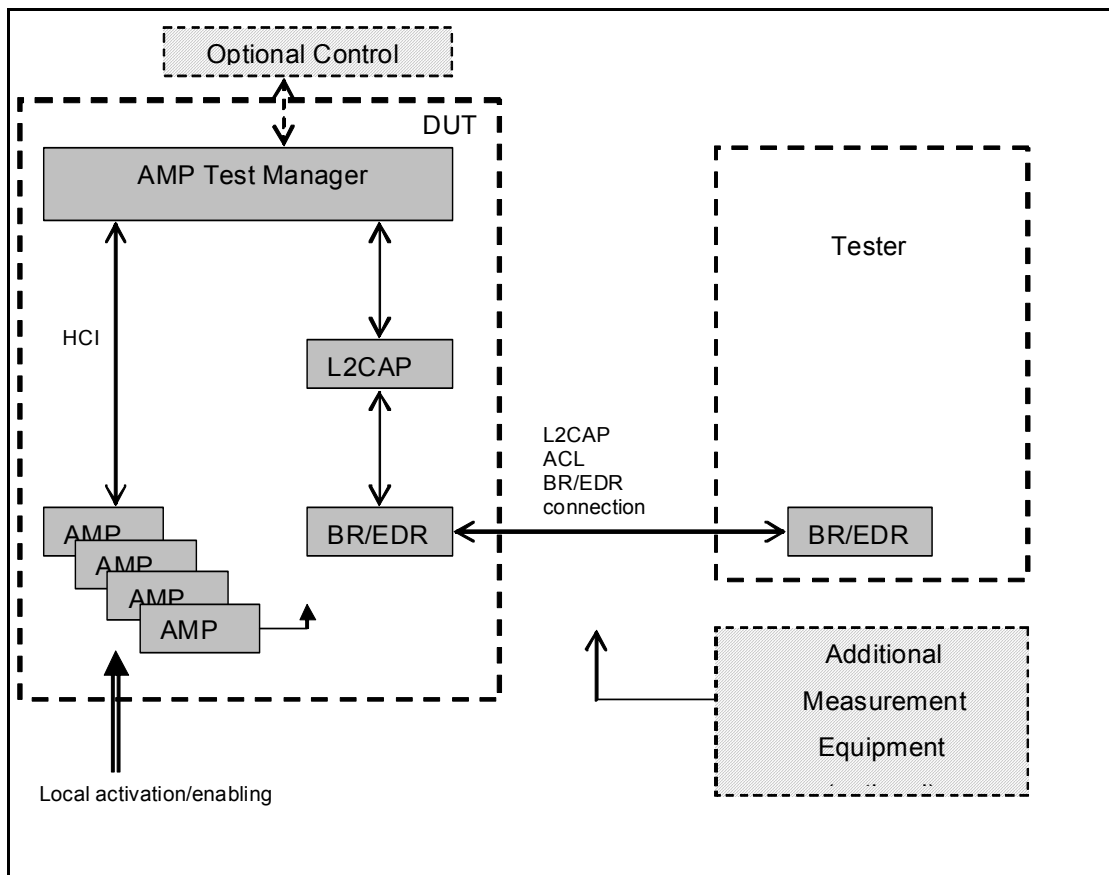 Optional Control
DUT
AMP Test Manager
Tester
HCI
L2CAP
L2CAP
ACL
BR/EDR
connection
AMP
BR/EDR
BR/EDR
AMP
AMP
AMP
Additional
Measurement
Equipment
Local activation/enabling